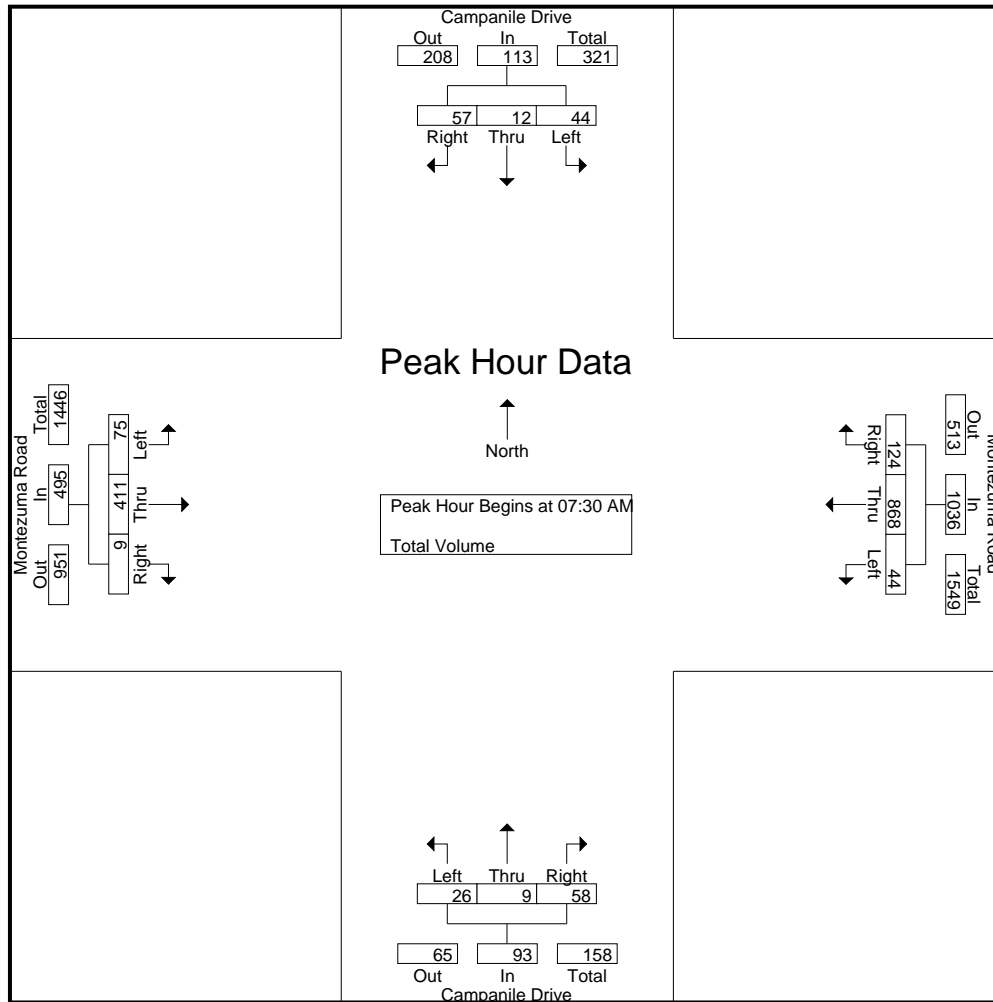 Campanile Drive
Out In Total
208 113 321
57 12 44
Right Thru Left
Peak Hour Data
North
Peak Hour Begins at 07:30 AM
Total Volume
Montezuma Road
Out In Total
951 495 1446
9 411 75
Right Thru Left
Montezuma Road
Out In Total
513 1036 1549
124 868 44
Right Thru Left
Left Thru Right
26 9 58
65 93 158
Out In Total
Campanile Drive